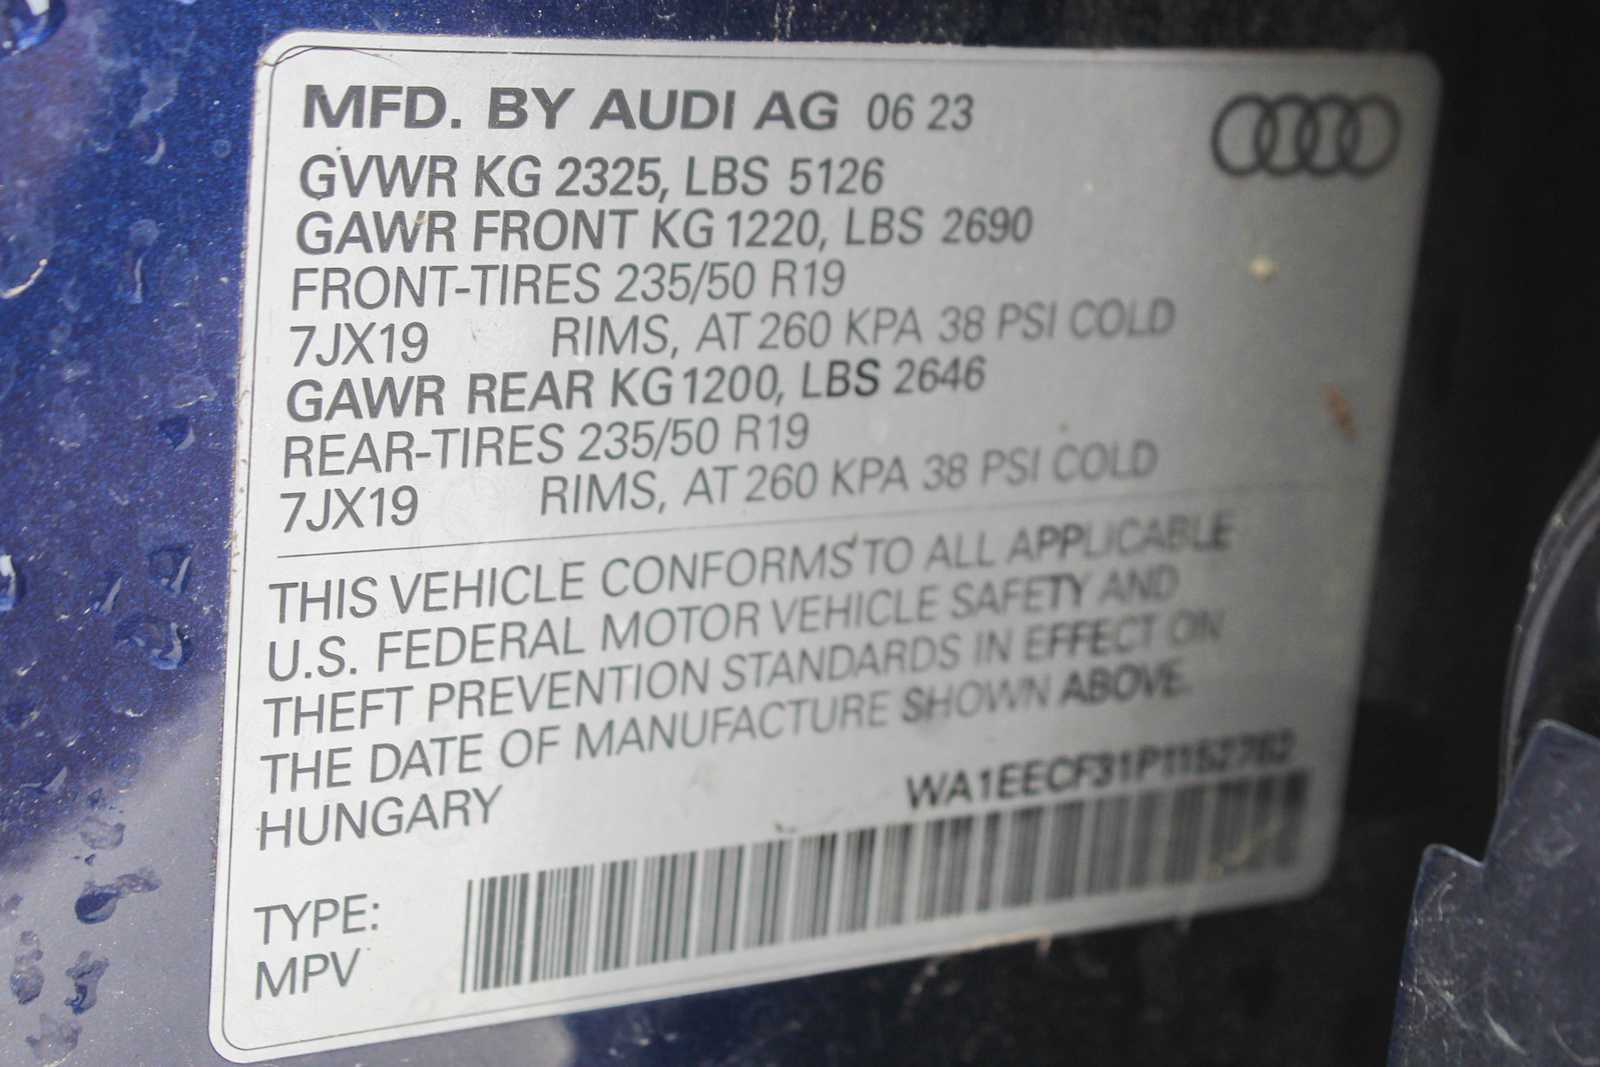 MFD. BY AUDI AG 06 23
GVWR KG 2325, LBS 5126
GAWR FRONT KG 1220, LBS 2690
FRONT-TIRES 235/50 R19
7JX19 RIMS, AT 260 KPA 38 PSI COLD
GAWR REAR KG 1200, LBS 2646
REAR-TIRES 235/50 R19
7JX19 RIMS, AT 260 KPA 38 PSI COLD
THIS VEHICLE CONFORMS TO ALL APPLICABLE
U.S. FEDERAL MOTOR VEHICLE SAFETY AND
THEFT PREVENTION STANDARDS IN EFFECT ON
THE DATE OF MANUFACTURE SHOWN ABOVE.
HUNGARY
WA1EECF31P1152762
TYPE:
MPV